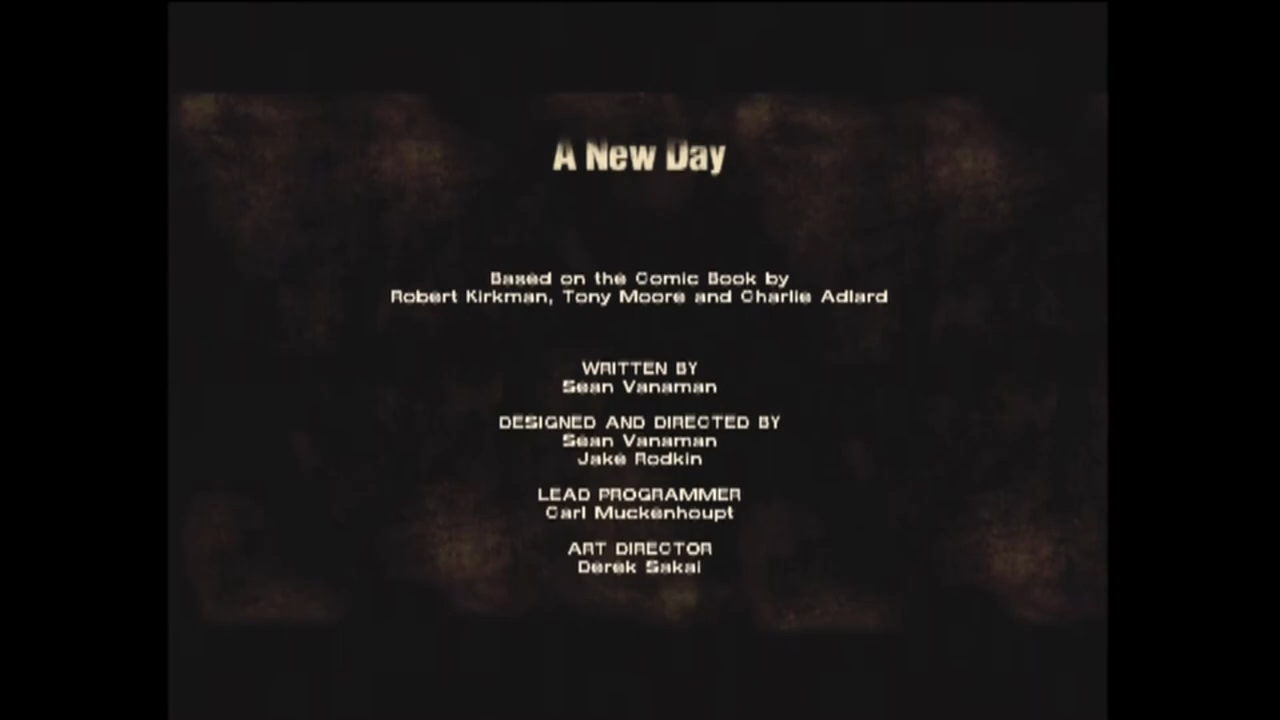 A New Day
Based on the Comic Book by
Robert Kirkman, Tony Moore and Charlie Adlard
WRITTEN BY
Sean Vanaman
DESIGNED AND DIRECTED BY
Sean Vanaman
Jake Rodkin
LEAD PROGRAMMER
Carl Muckenhoupt
ART DIRECTOR
Derek Sakai